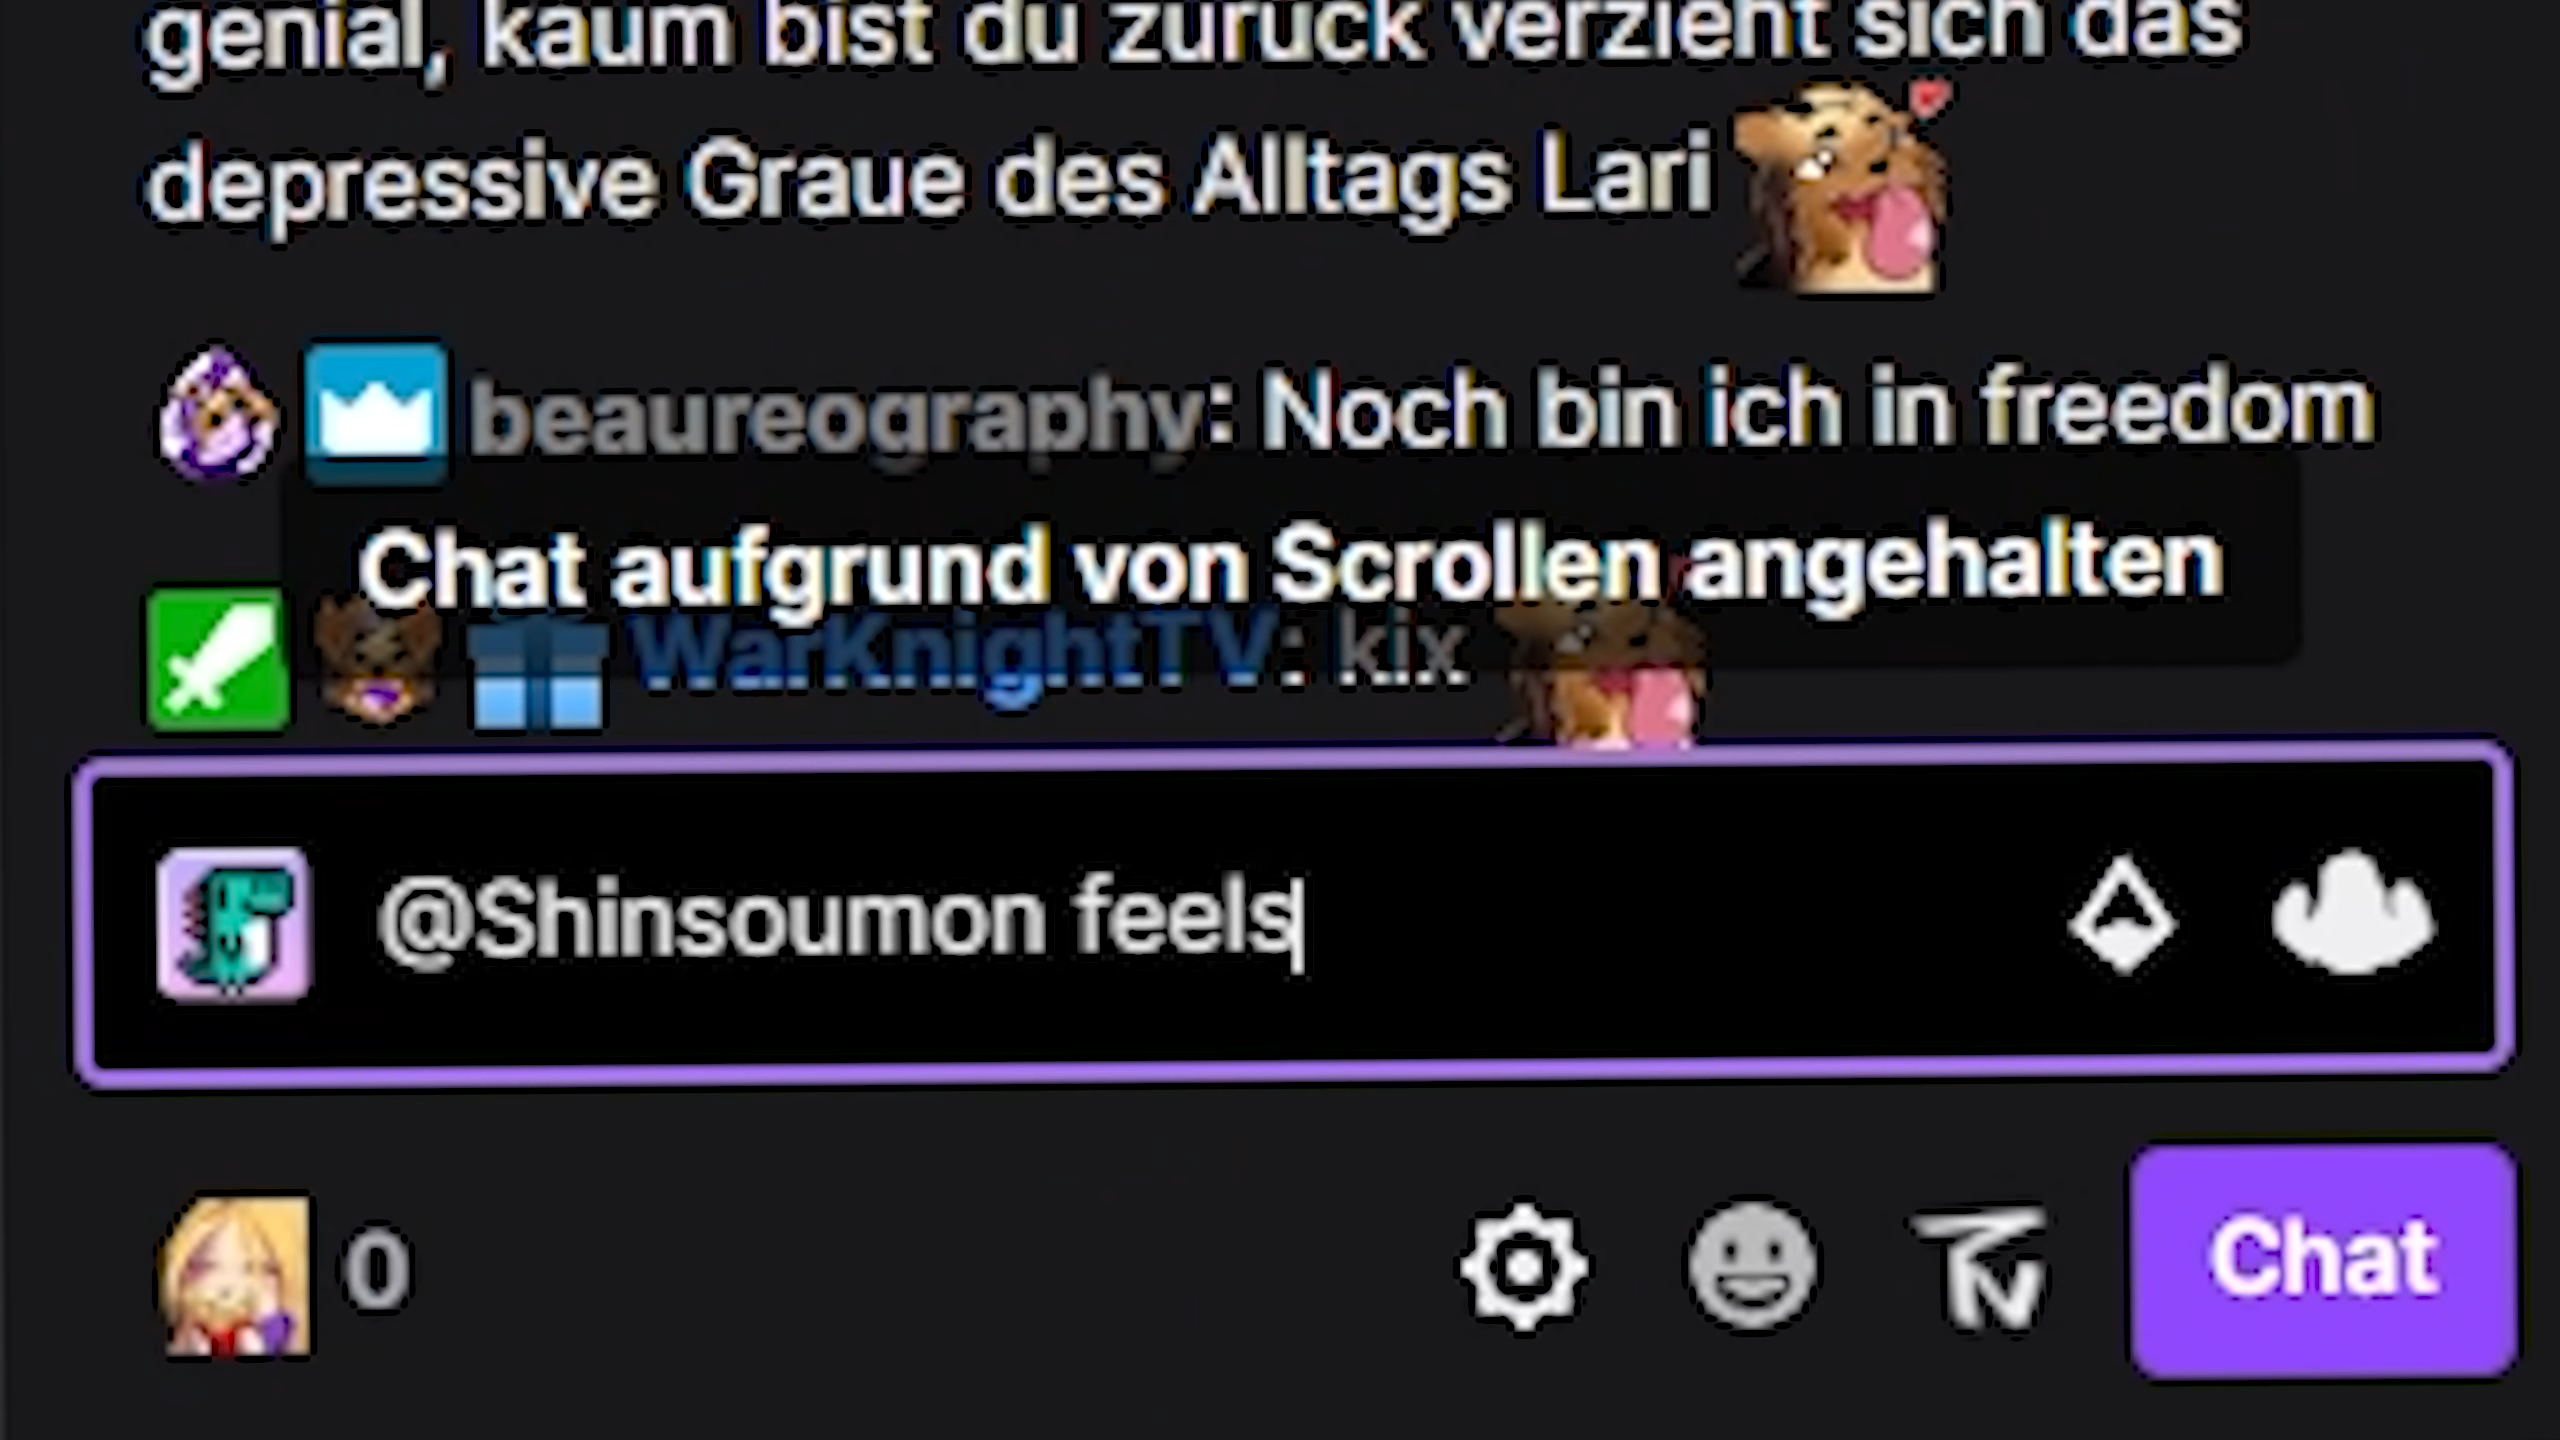 genial, kaum bist du zurück verzieht sich das
depressive Graue des Alltags Lari
beaureography: Noch bin ich in freedom
Chat aufgrund von Scrollen angehalten
WarKnightTV: kix
@Shinsoumon feels
0
Chat